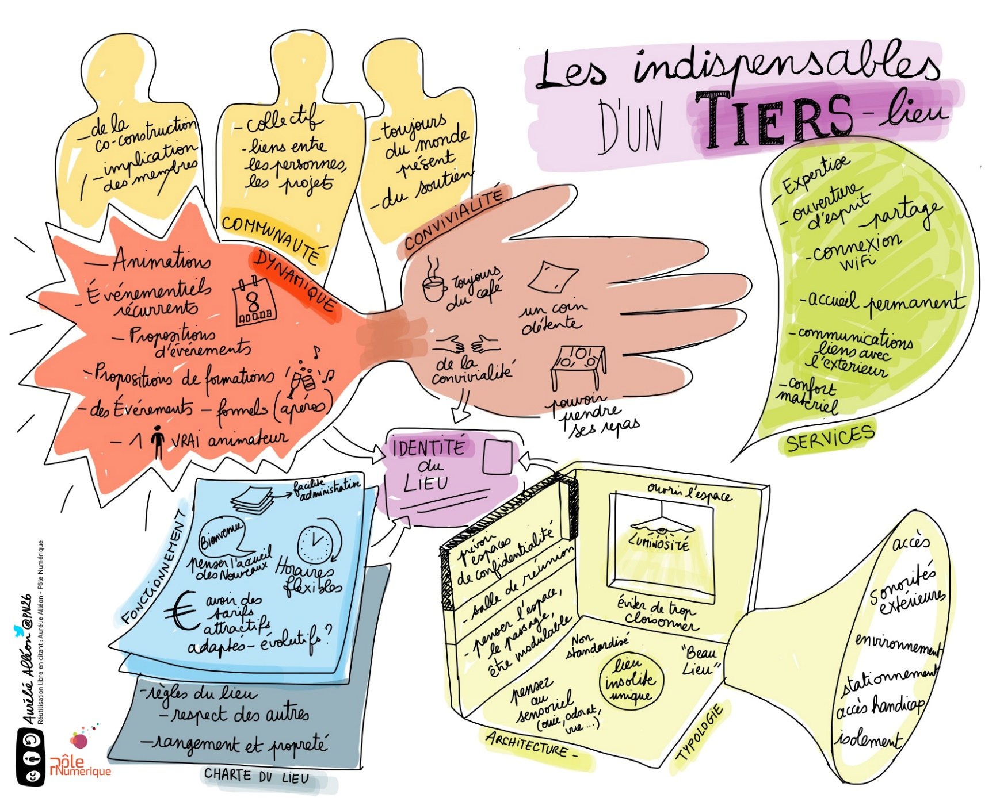 Les indispensables
D'UN TIERS-lieu
- de la
co-construction
- implication
des membres
- collectif
- liens entre
les personnes,
les projets
- toujours
du monde
présent
- du soutien
COMMUNAUTÉ
DYNAMIQUE
- Animations
- Événementiels
récurrents
8
- Propositions
d'événements
- Propositions de formations
- des Événements - formels (apéros)
- 1 VRAI animateur
CONVIVIALITÉ
toujours
du café
un coin
détente
de la
convivialité
pouvoir
prendre
ses repas
- Expertise
- ouverture
d'esprit
- partage
- connexion
wifi
- accueil permanent
- communications
liens avec
l'extérieur
- confort
matériel
SERVICES
IDENTITÉ
du
LIEU
FONCTIONNEMENT
facilité
administrative
Bienvenue
penser l'accueil
des Nouveaux
Horaires
flexibles
€ avoir des
tarifs
attractifs
adaptés - évolutifs ?
- règles du lieu
- respect des autres
- rangement et propreté
CHARTE DU LIEU
prévoir
espaces
de confidentialité
- salle de réunion
- penser l'espace,
le passage,
être modulable
ouvrir l'espace
LUMINOSITÉ
éviter de trop
cloisonner
Non
standardisé
lieu
insolite
unique
"Beau
Lieu"
pensez
au
sensoriel
(ouie, odorat,
vue...)
ARCHITECTURE -
TYPOLOGIE
accès
sonorités
extérieures
environnement
stationnement
accès handicap
isolement
Aurélie Alléon @PN26
Réutilisation libre en citant : Aurélie Alléon - Pôle Numérique
cc
Pôle
Numérique